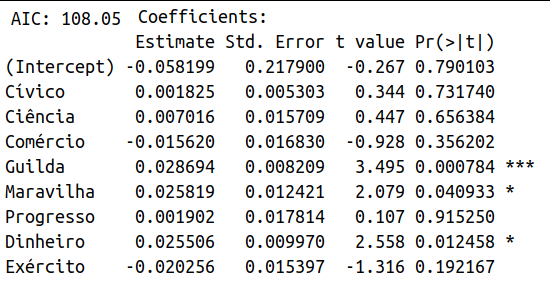 AIC: 108.05 Coefficients:
Estimate Std. Error t value Pr(>|t|)
(Intercept) -0.058199 0.217900 -0.267 0.790103
Cívico 0.001825 0.005303 0.344 0.731740
Ciência 0.007016 0.015709 0.447 0.656384
Comércio -0.015620 0.016830 -0.928 0.356202
Guilda 0.028694 0.008209 3.495 0.000784 ***
Maravilha 0.025819 0.012421 2.079 0.040933 *
Progresso 0.001902 0.017814 0.107 0.915250
Dinheiro 0.025506 0.009970 2.558 0.012458 *
Exército -0.020256 0.015397 -1.316 0.192167